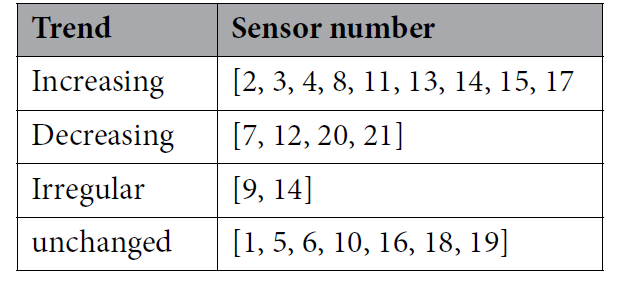 Trend Sensor number
Increasing [2, 3, 4, 8, 11, 13, 14, 15, 17
Decreasing [7, 12, 20, 21]
Irregular [9, 14]
unchanged [1, 5, 6, 10, 16, 18, 19]